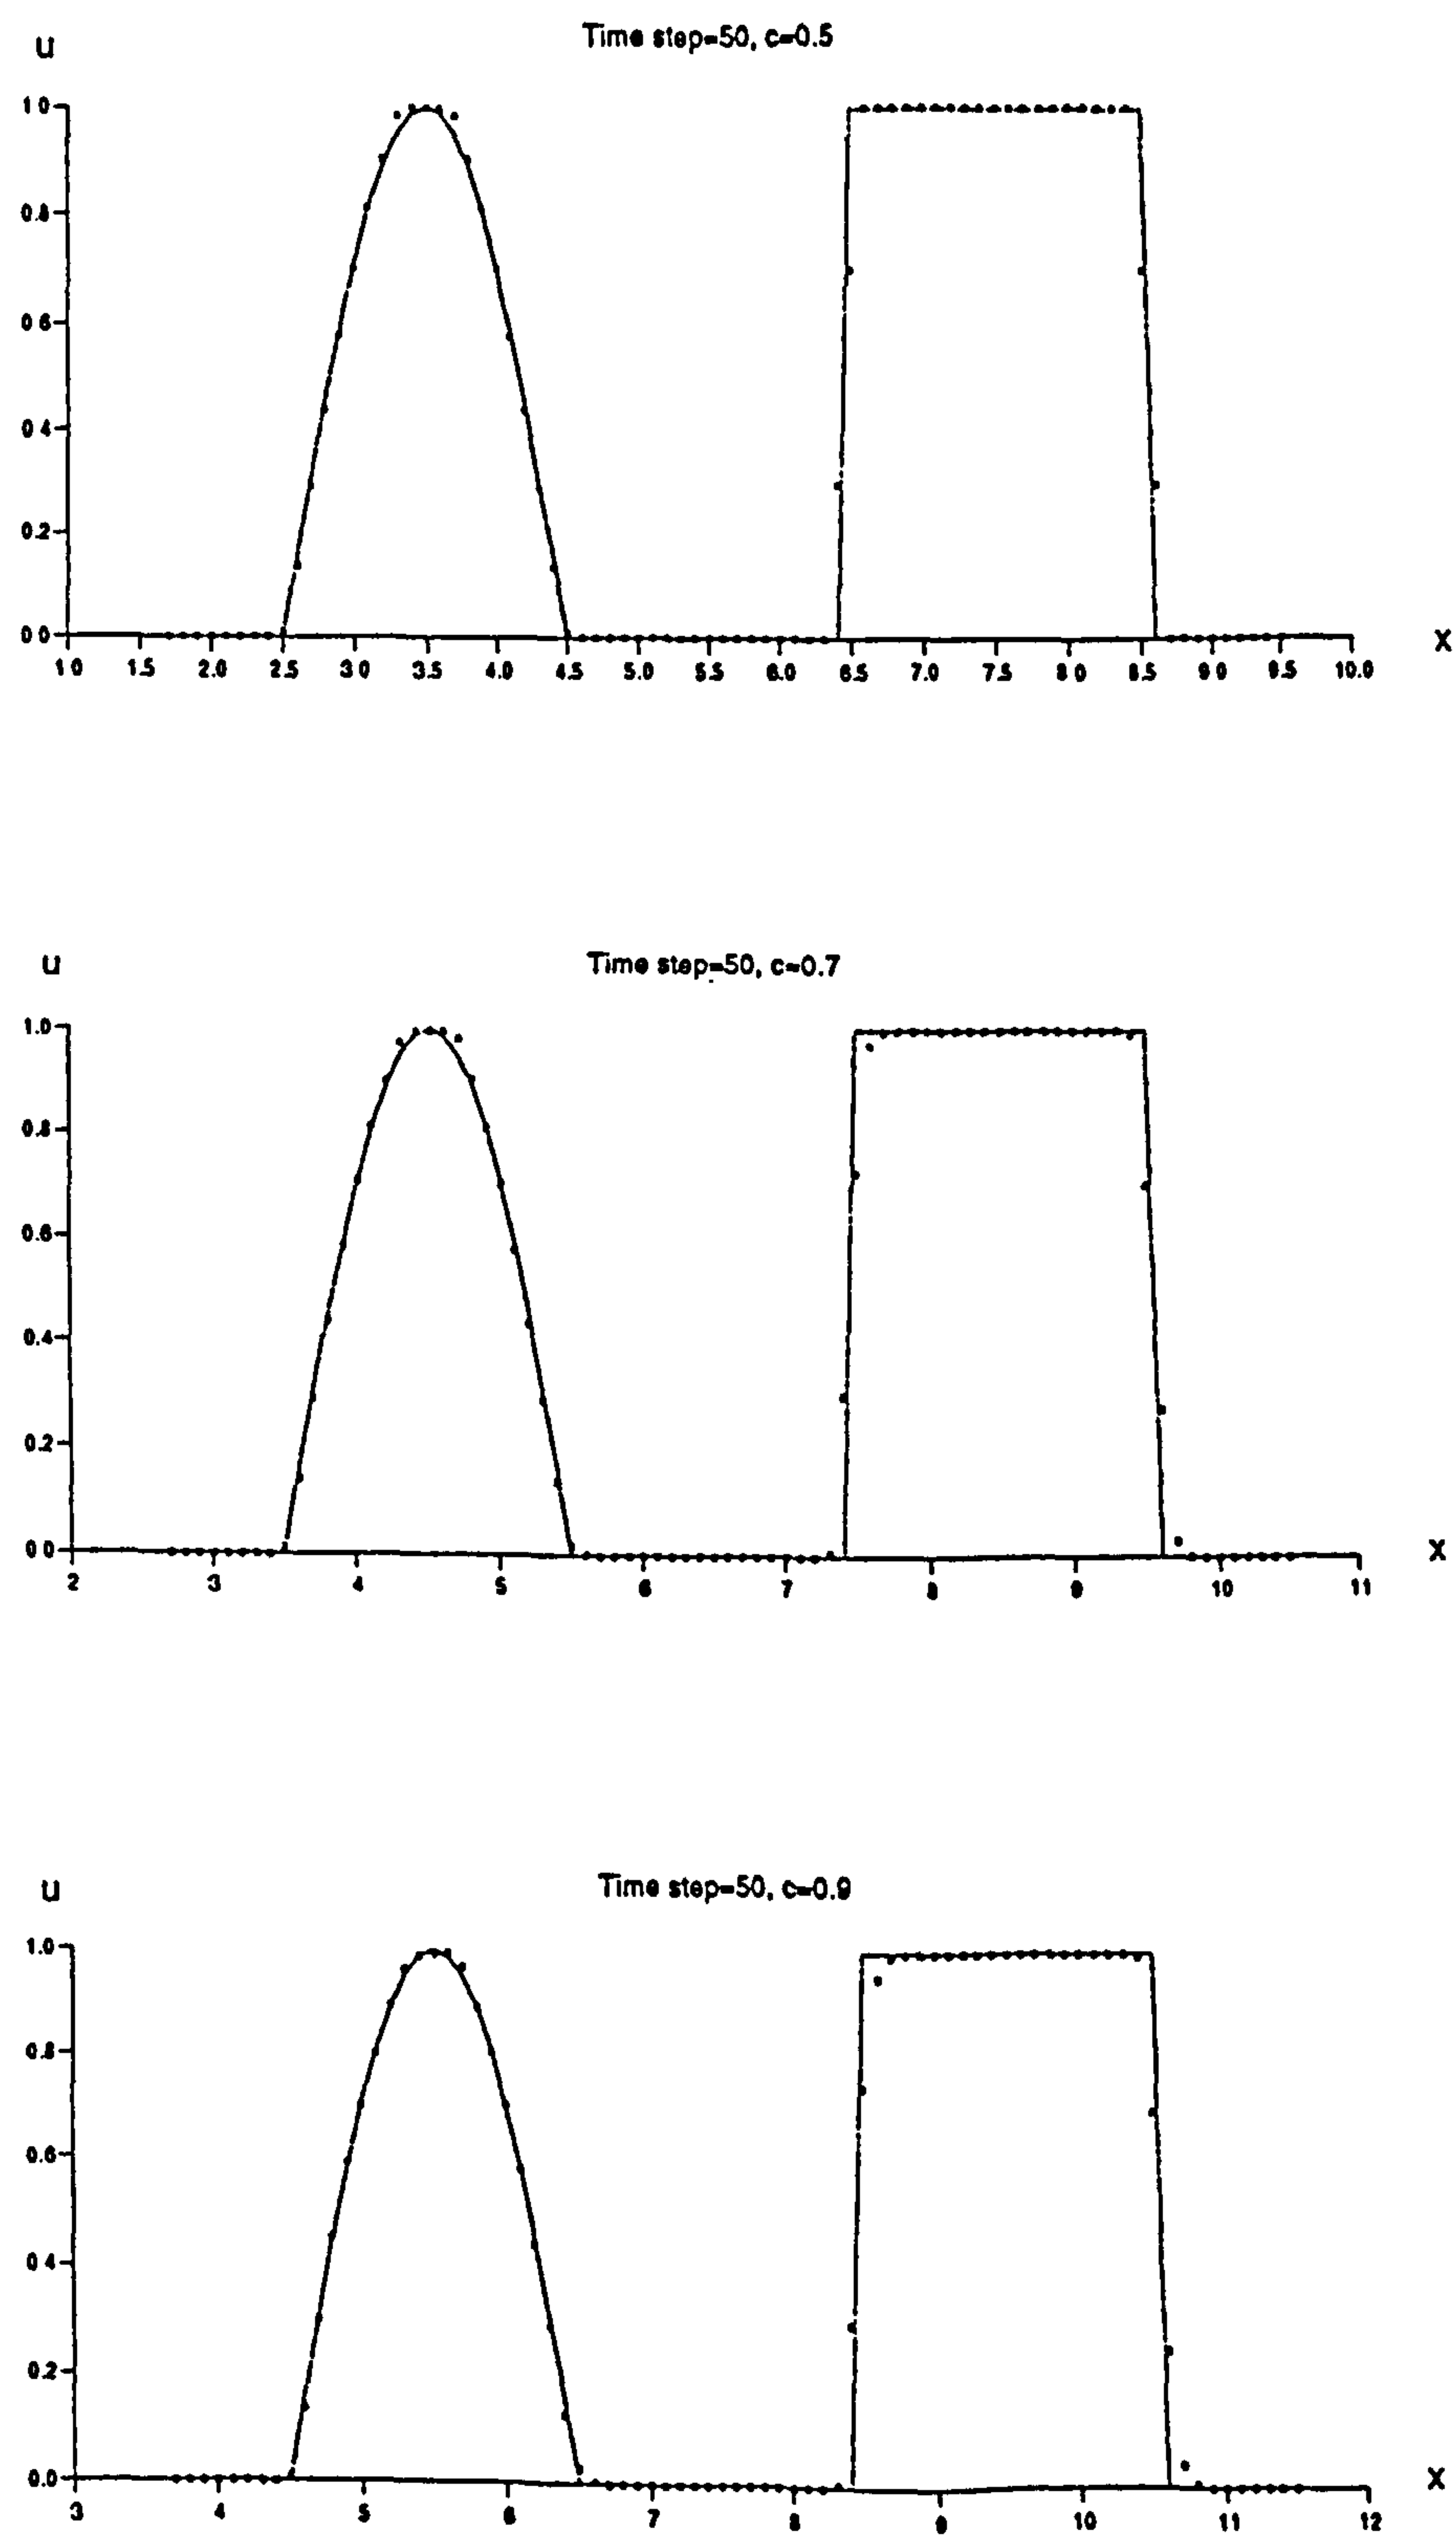 Time step=50, c=0.5
u
1 0
0.8
0 6
0 4
0.2
0 0
1 0 1.5 2.0 2.5 3 0 3.5 4.0 4.5 5.0 5.5 6.0 6.5 7.0 7.5 8 0 8.5 9 0 9.5 10.0
x
Time step=50, c=0.7
u
1.0
0.8
0.6
0.4
0.2
0 0
2 3 4 5 6 7 8 9 10 11
x
Time step=50, c=0.9
u
1.0
0.8
0.6
0 4
0.2
0.0
3 4 5 6 7 8 9 10 11 12
x